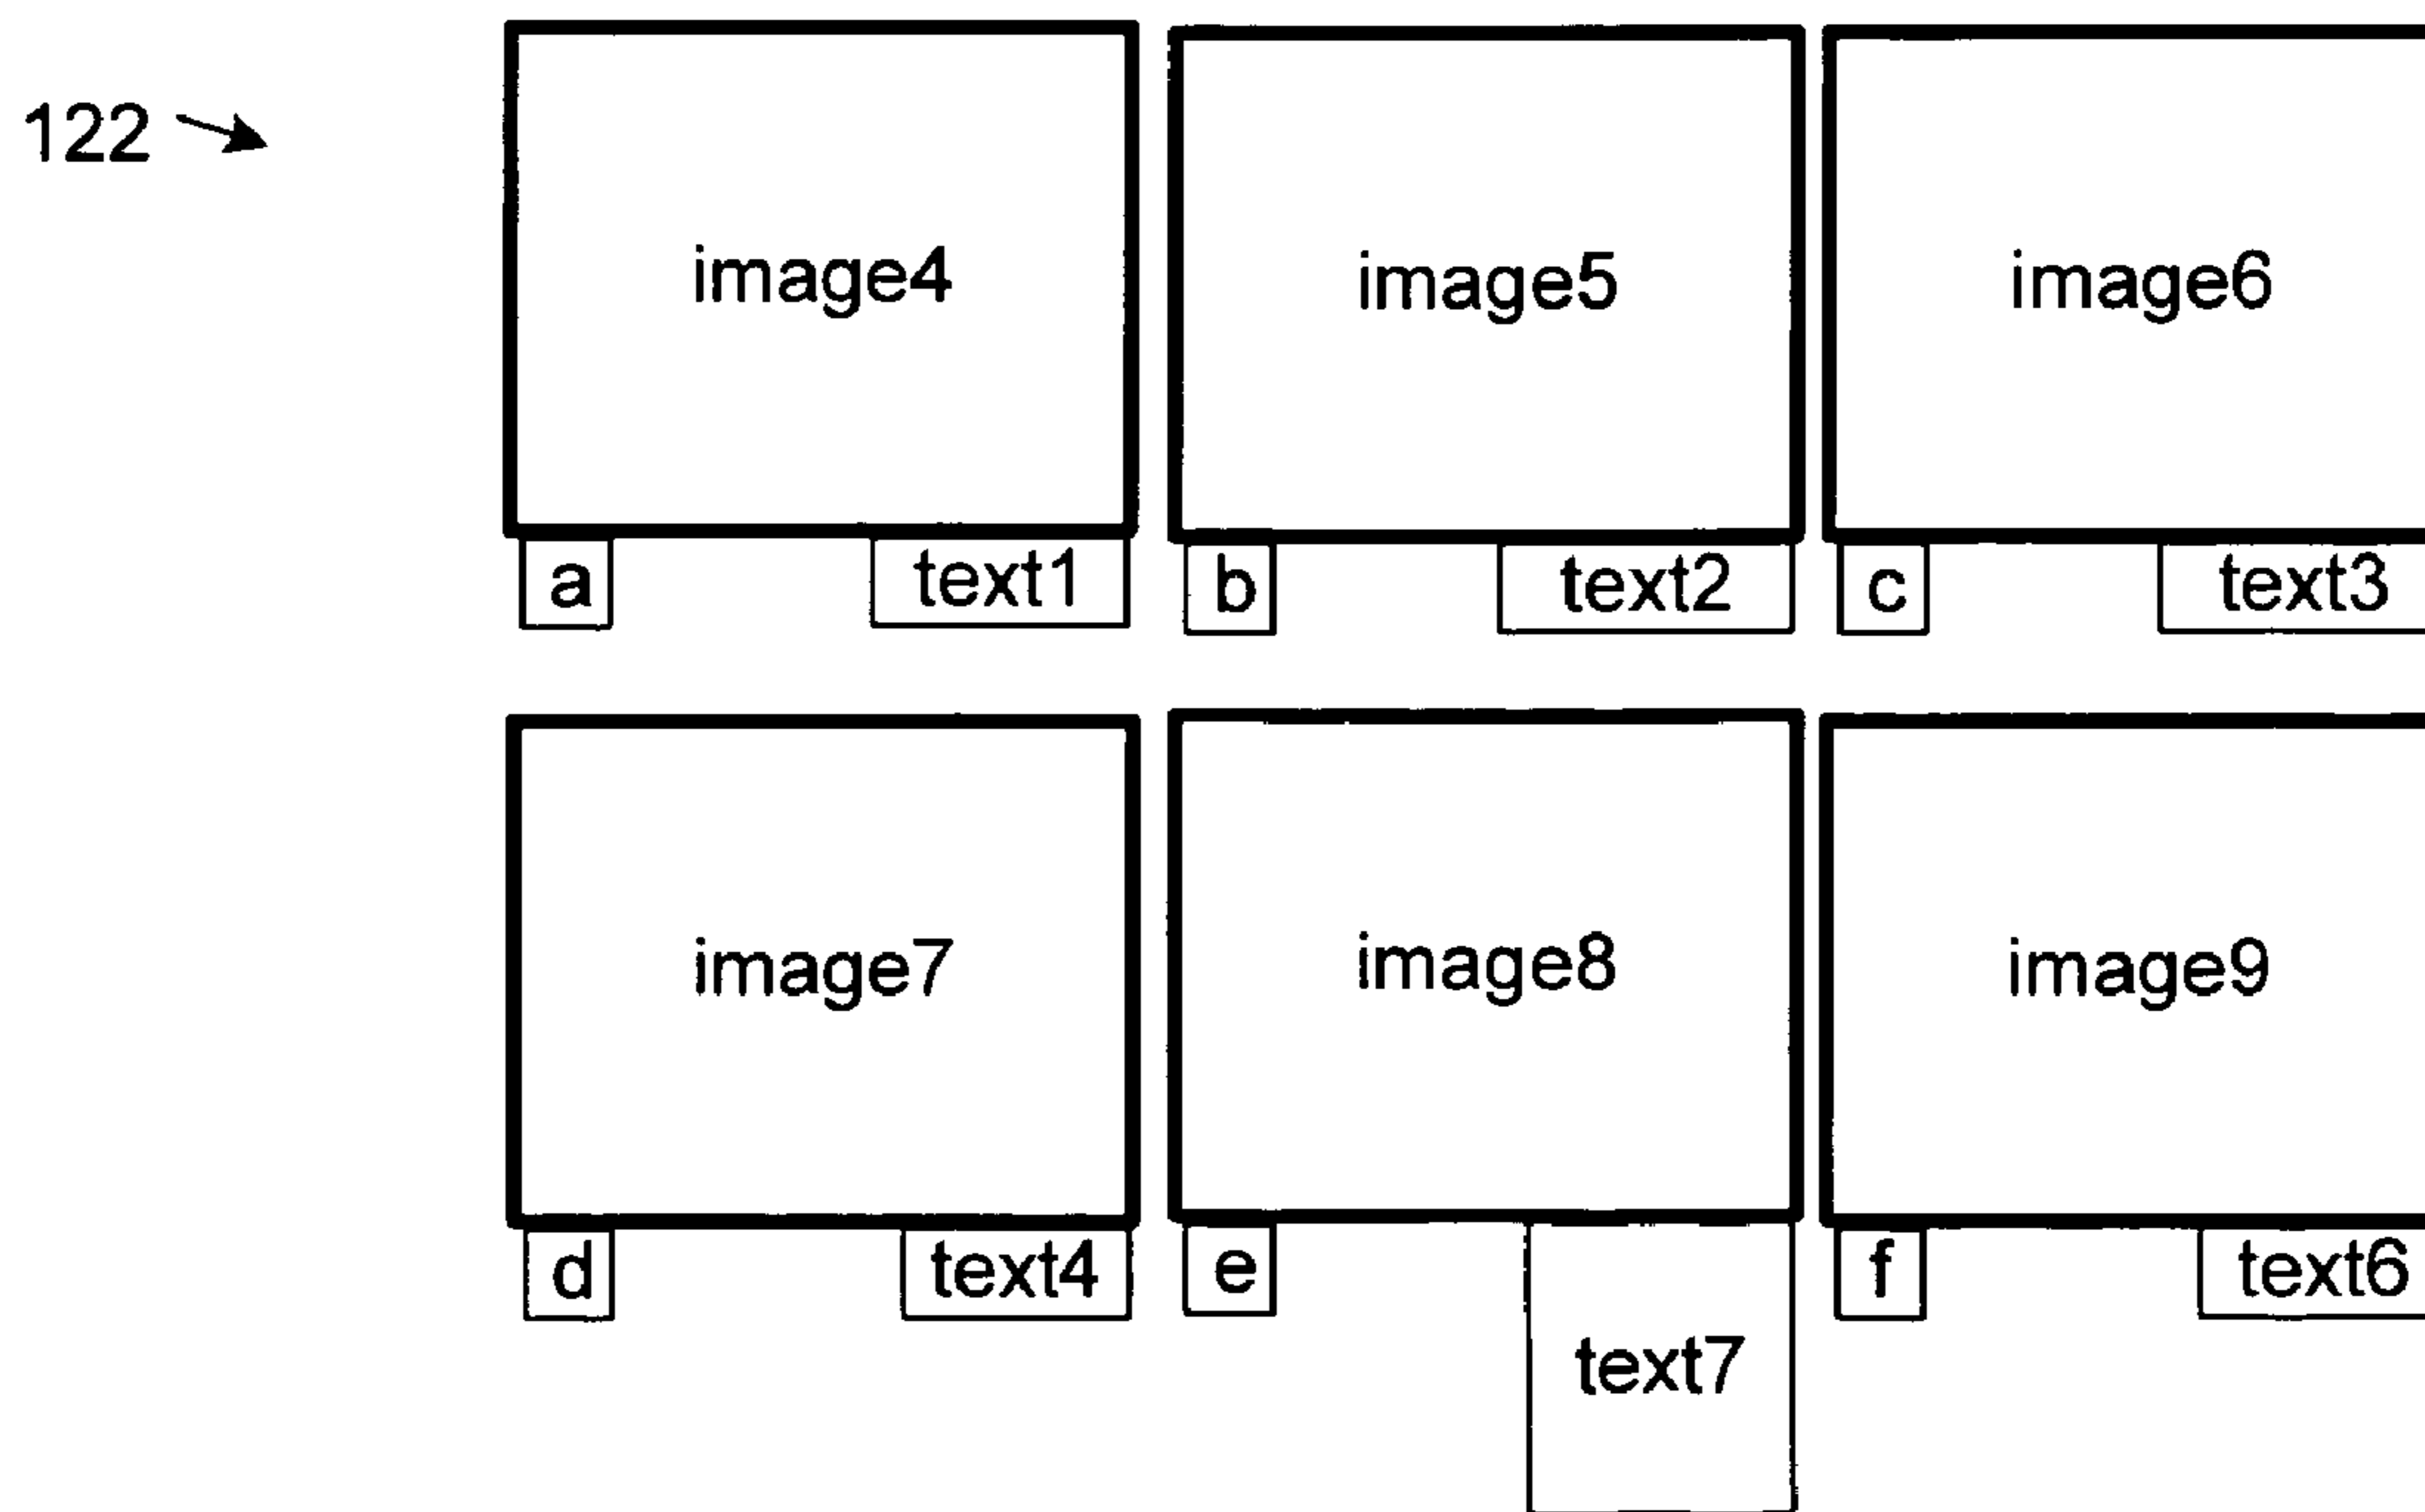 122
image4 image5 image6
a text1 b text2 c text3
image7 image8 image9
d text4 e f text6
text7